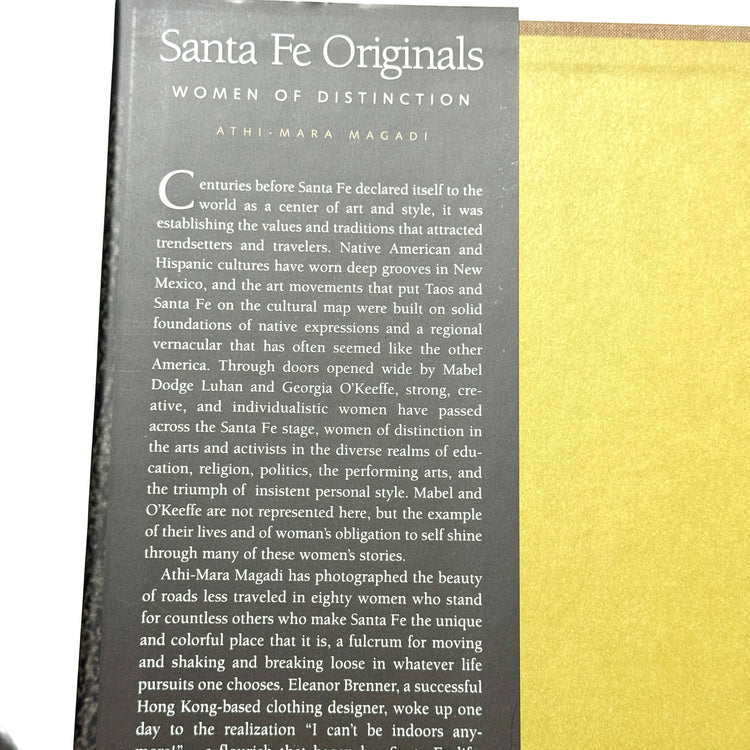 Santa Fe Originals
WOMEN OF DISTINCTION
ATHI-MARA MAGADI
Centuries before Santa Fe declared itself to the
world as a center of art and style, it was
establishing the values and traditions that attracted
trendsetters and travelers. Native American and
Hispanic cultures have worn deep grooves in New
Mexico, and the art movements that put Taos and
Santa Fe on the cultural map were built on solid
foundations of native expressions and a regional
vernacular that has often seemed like the other
America. Through doors opened wide by Mabel
Dodge Luhan and Georgia O'Keeffe, strong, cre-
ative, and individualistic women have passed
across the Santa Fe stage, women of distinction in
the arts and activists in the diverse realms of edu-
cation, religion, politics, the performing arts, and
the triumph of insistent personal style. Mabel and
O'Keeffe are not represented here, but the example
of their lives and of woman's obligation to self shine
through many of these women's stories.
Athi-Mara Magadi has photographed the beauty
of roads less traveled in eighty women who stand
for countless others who make Santa Fe the unique
and colorful place that it is, a fulcrum for moving
and shaking and breaking loose in whatever life
pursuits one chooses. Eleanor Brenner, a successful
Hong Kong-based clothing designer, woke up one
day to the realization "I can't be indoors any-